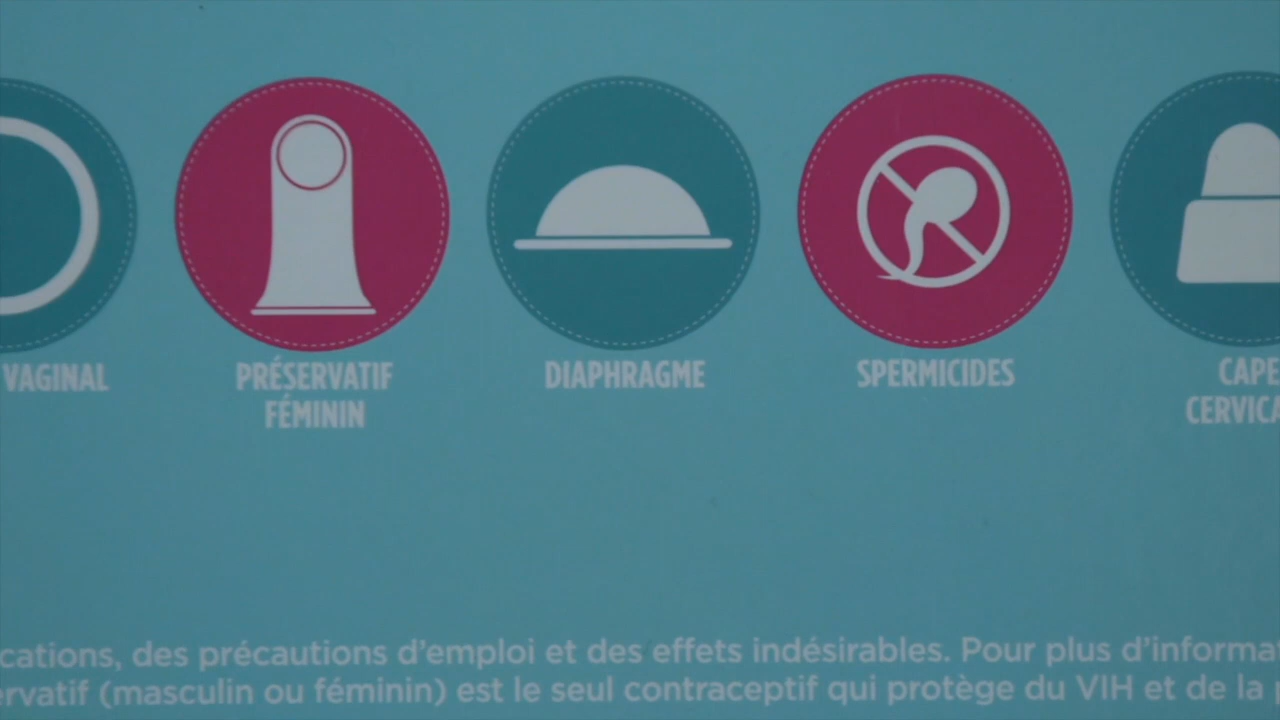 VAGINAL
PRÉSERVATIF
FÉMININ
DIAPHRAGME
SPERMICIDES
CAPE
CERVICA
cations, des précautions d'emploi et des effets indésirables. Pour plus d'informat
ervatif (masculin ou féminin) est le seul contraceptif qui protège du VIH et de la